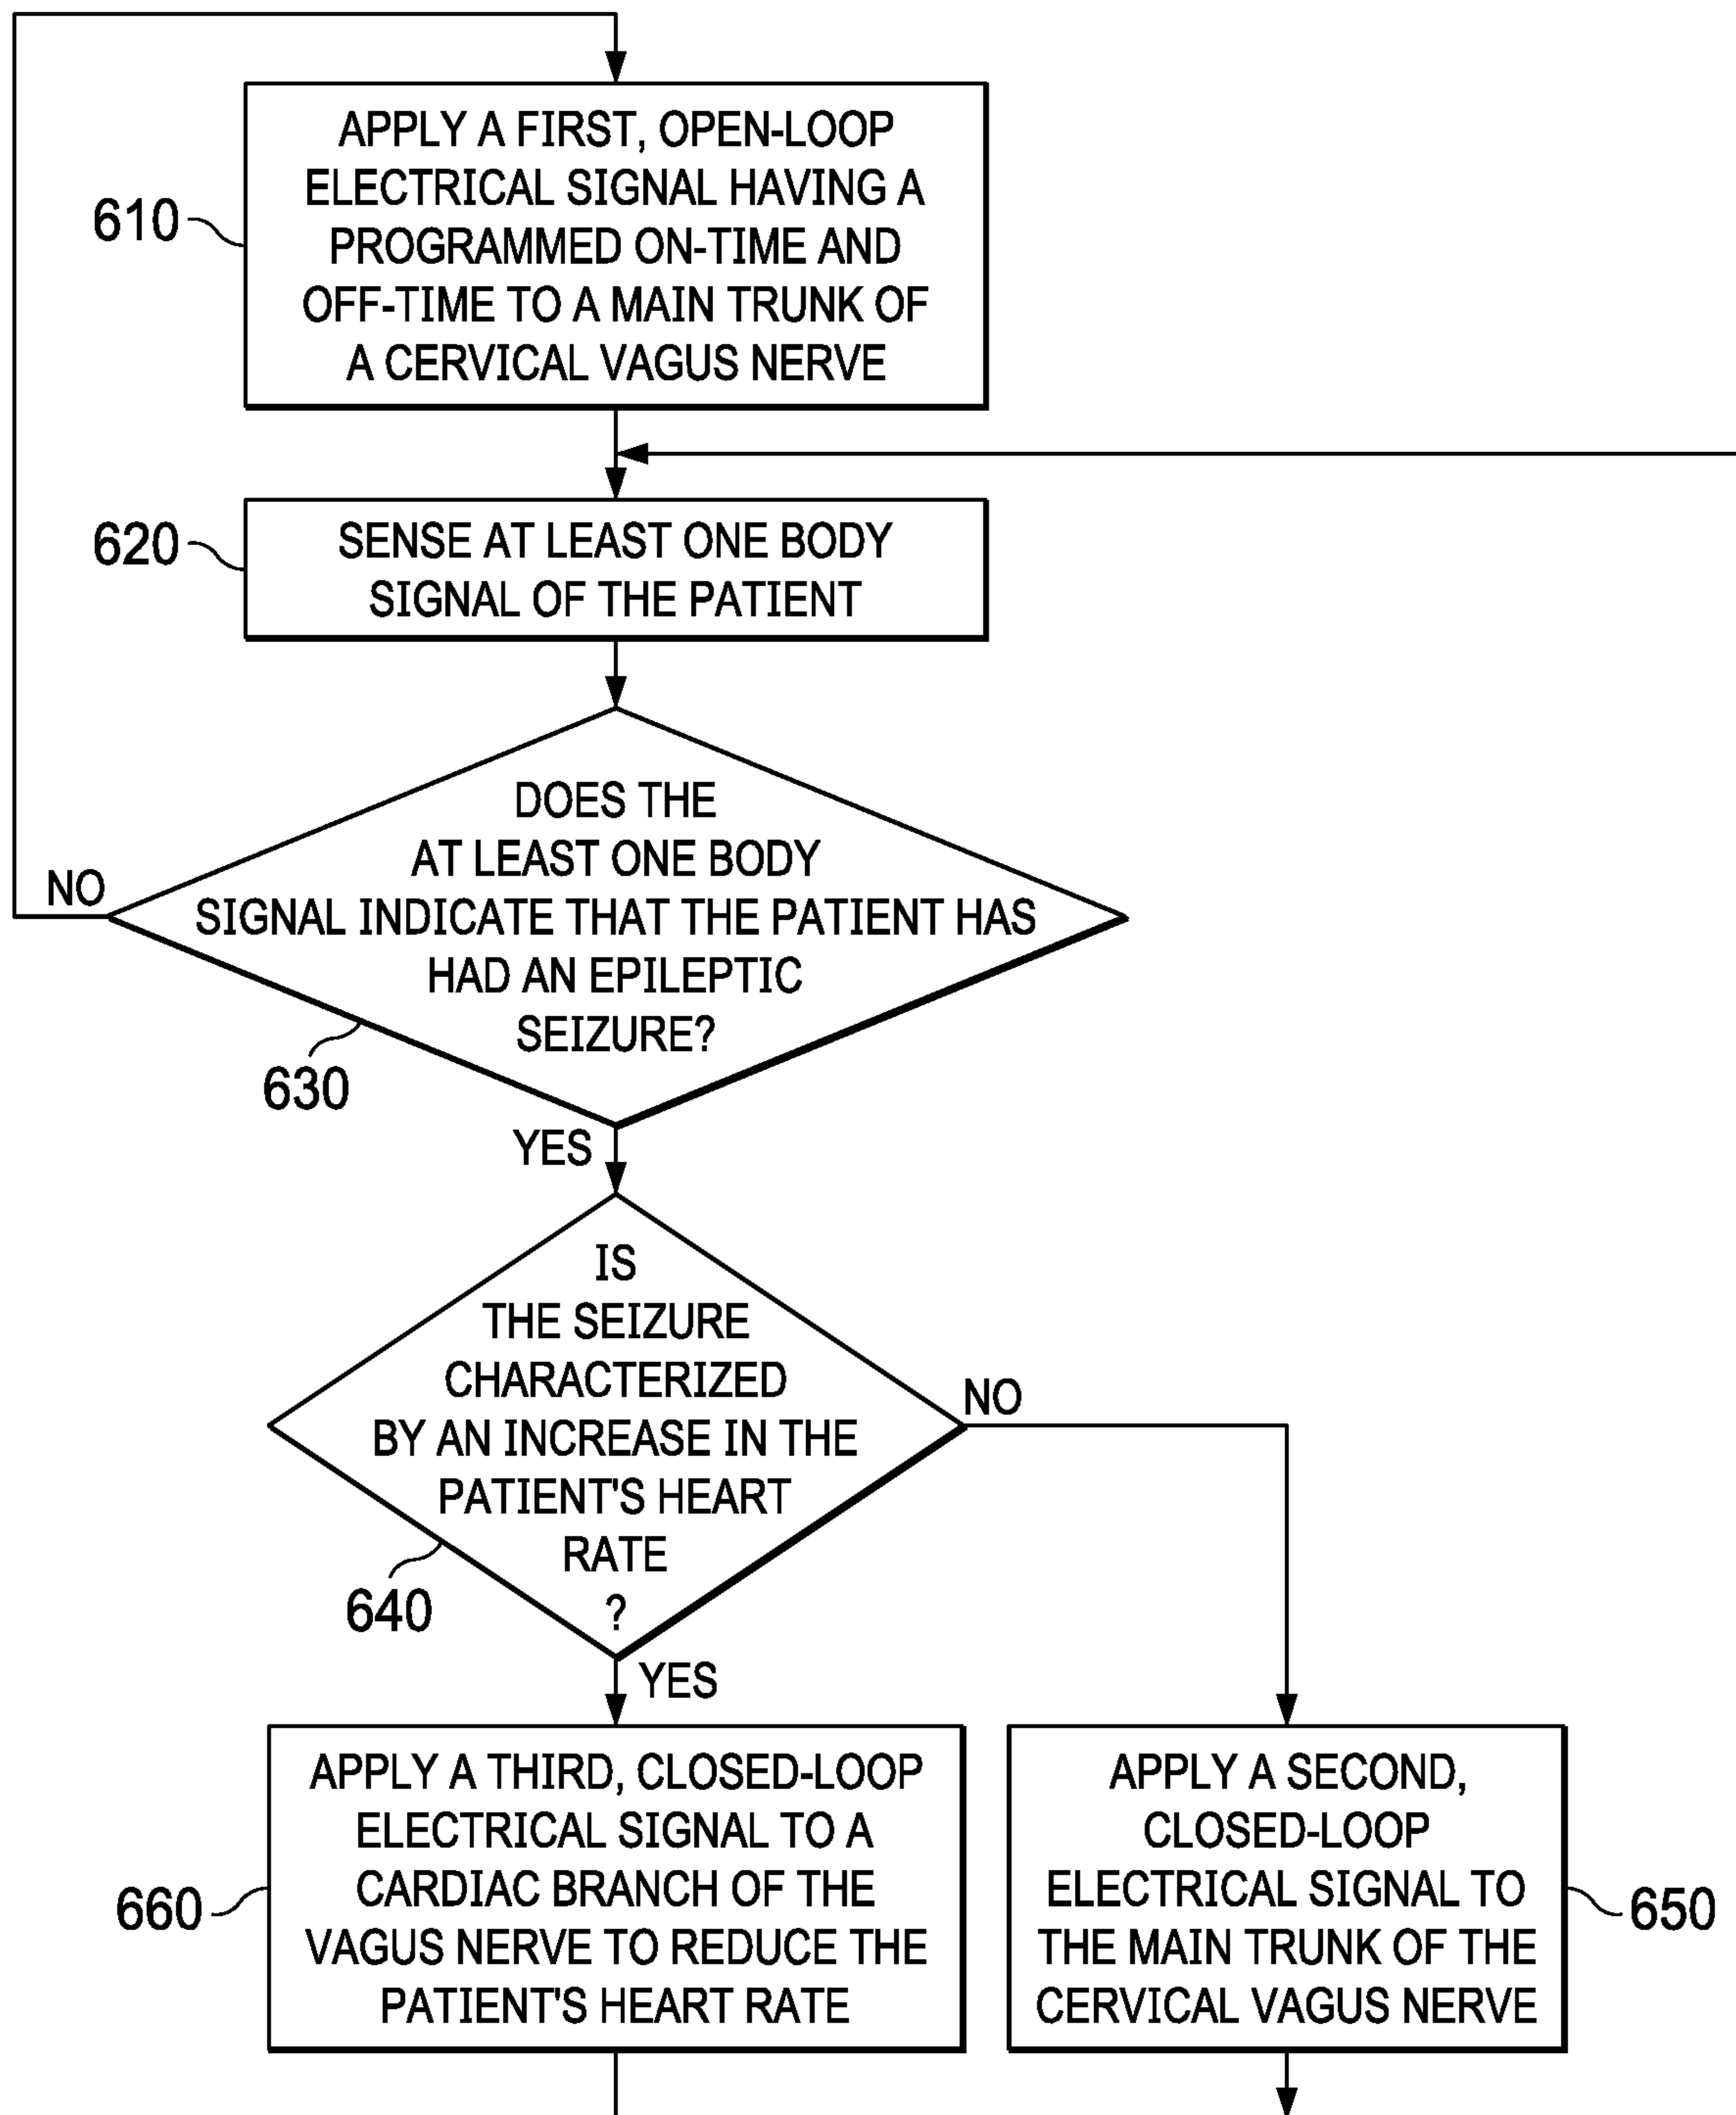 APPLY A FIRST, OPEN-LOOP
ELECTRICAL SIGNAL HAVING A
PROGRAMMED ON-TIME AND
OFF-TIME TO A MAIN TRUNK OF
A CERVICAL VAGUS NERVE
610
SENSE AT LEAST ONE BODY
SIGNAL OF THE PATIENT
620
DOES THE
AT LEAST ONE BODY
SIGNAL INDICATE THAT THE PATIENT HAS
HAD AN EPILEPTIC
SEIZURE?
NO
630
YES
IS
THE SEIZURE
CHARACTERIZED
BY AN INCREASE IN THE
PATIENT'S HEART
RATE
?
NO
640
YES
APPLY A THIRD, CLOSED-LOOP
ELECTRICAL SIGNAL TO A
CARDIAC BRANCH OF THE
VAGUS NERVE TO REDUCE THE
PATIENT'S HEART RATE
660
APPLY A SECOND,
CLOSED-LOOP
ELECTRICAL SIGNAL TO
THE MAIN TRUNK OF THE
CERVICAL VAGUS NERVE
650